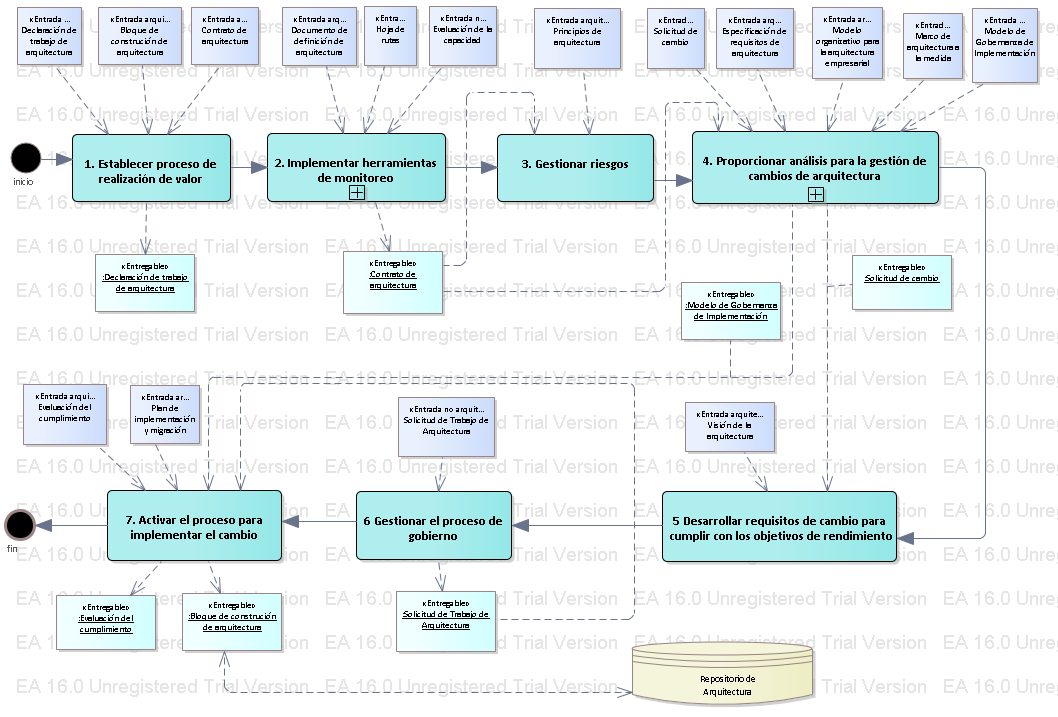 «Entrada ...
Declaración de
trabajo de
arquitectura
«Entrada arqui...
Bloque de
construción de
arquitectura
«Entrada ar...
Contrato de
arquitectura
«Entrada arq...
Documento de
definición de
arquitectura
«Entra...
Hoja de
rutas
«Entrada n...
Evaluación de la
capacidad
«Entrada arquit...
Principios de
arquitectura
«Entrada ...
Solicitud de
cambio
«Entrada arq...
Especificación de
requisitos de
arquitectura
«Entrada ar...
Modelo
organizativo para
la arquitectura
empresarial
«Entrad...
Marco de
arquitectura a
la medida
«Entrada ...
Modelo de
Gobernanza de
Implementación
inicio
1. Establecer proceso de
realización de valor
2. Implementar herramientas
de monitoreo
3. Gestionar riesgos
4. Proporcionar análisis para la gestión de
cambios de arquitectura
«Entregable»
:Declaración de trabajo
de arquitectura
«Entregable»
:Contrato de
arquitectura
«Entregable»
:Modelo de Gobernanza
de Implementación
«Entregable»
:Solicitud de cambio
«Entrada arqui...
Evaluación del
cumplimiento
«Entrada ar...
Plan de
implementación
y migración
«Entrada no arquit...
Solicitud de Trabajo de
Arquitectura
«Entrada arquite...
Visión de la
arquitectura
fin
7. Activar el proceso para
implementar el cambio
6 Gestionar el proceso de
gobierno
5 Desarrollar requisitos de cambio para
cumplir con los objetivos de rendimiento
«Entregable»
:Evaluación del
cumplimiento
«Entregable»
:Bloque de construción
de arquitectura
«Entregable»
:Solicitud de Trabajo de
Arquitectura
Repositorio de
Arquitectura
EA 16.0 Unregistered Trial Version